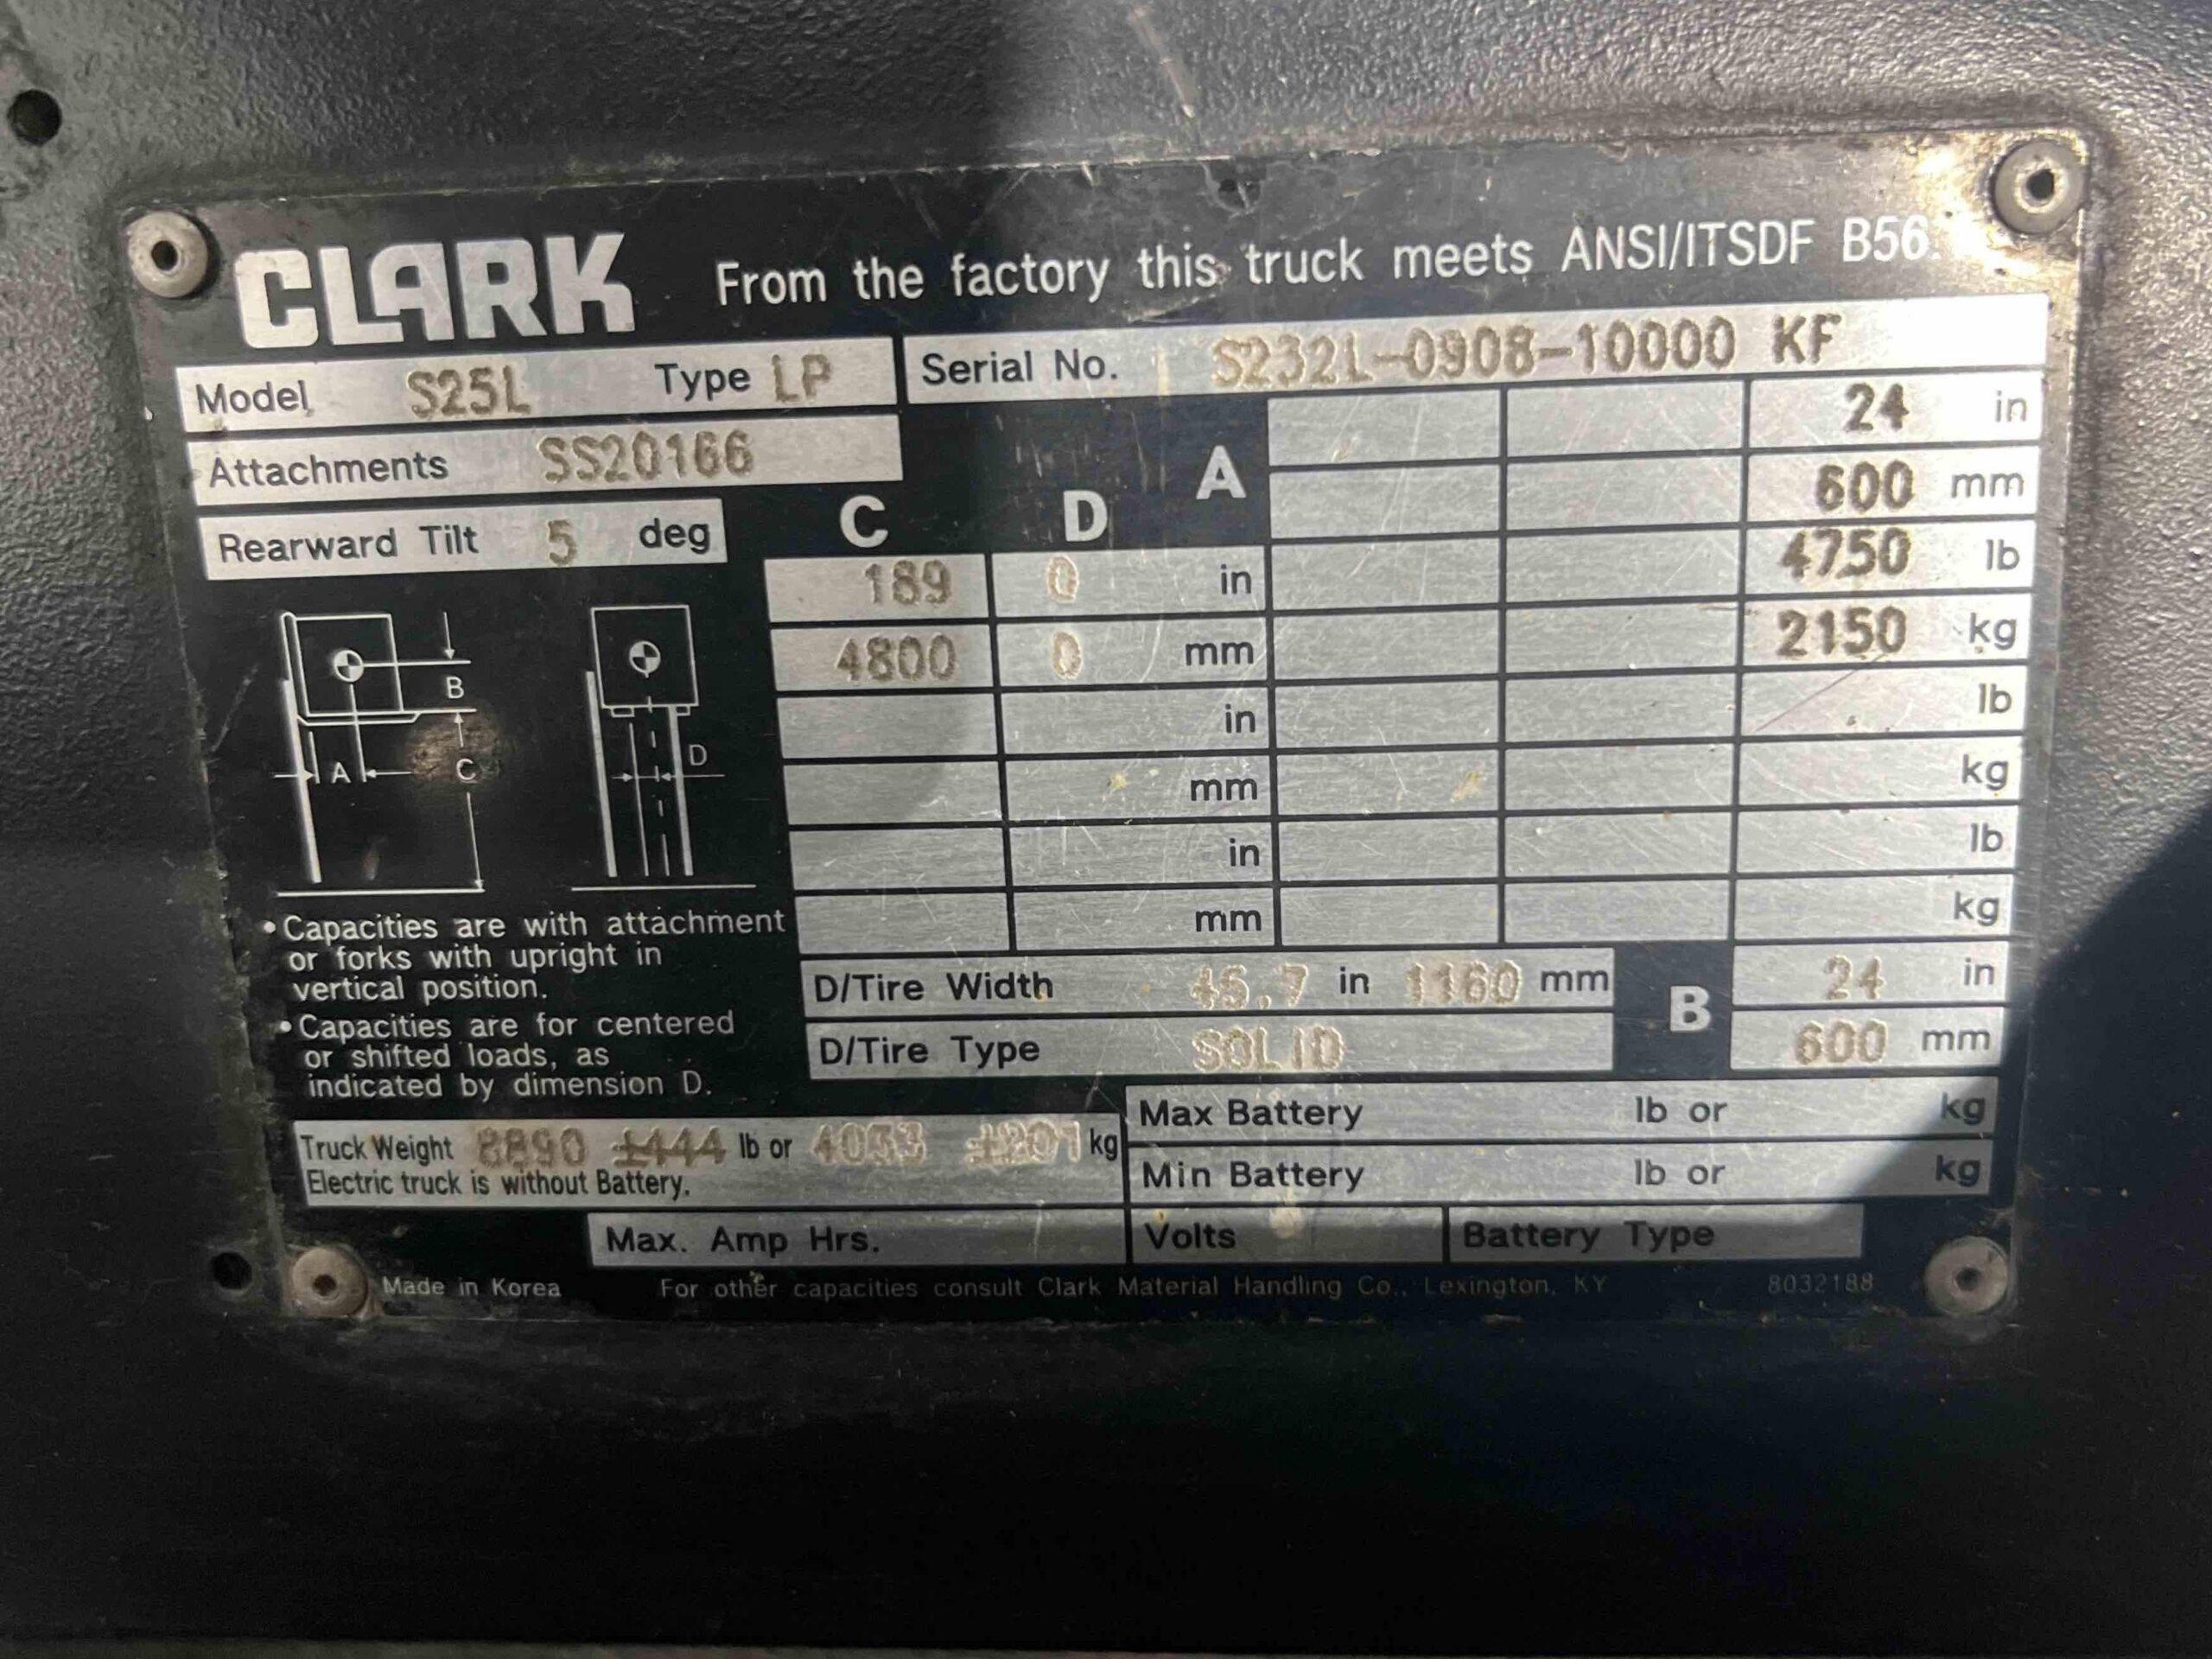 CLARK From the factory this truck meets ANSI/ITSDF B56.
Model S25L Type LP Serial No. S232L-0908-10000 KF
Attachments SS20166
Rearward Tilt 5 deg
C D A
24 in
600 mm
189 0 in 4750 lb
4800 0 mm 2150 kg
in lb
mm kg
in lb
mm kg
B
A C
D
• Capacities are with attachment
or forks with upright in
vertical position.
• Capacities are for centered
or shifted loads, as
indicated by dimension D.
D/Tire Width 45.7 in 1160 mm
D/Tire Type SOLID
B 24 in
600 mm
Truck Weight 8890 ±444 lb or ±201 kg
Electric truck is without Battery.
Max Battery lb or kg
Min Battery lb or kg
Max. Amp Hrs. Volts Battery Type
Made in Korea For other capacities consult Clark Material Handling Co., Lexington, KY 8032188